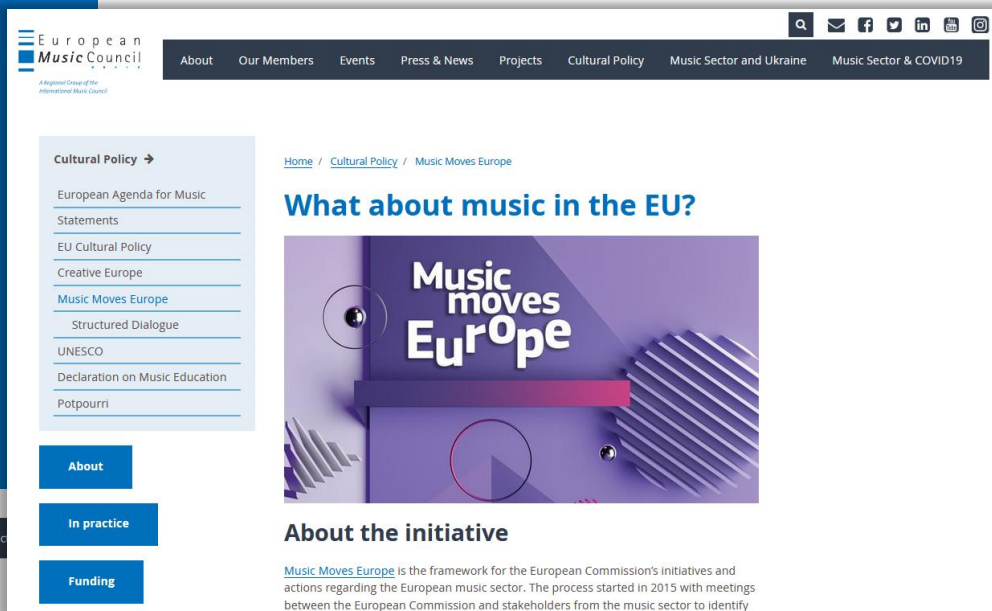 European
Music Council
A Regional Group of the
International Music Council
About Our Members Events Press & News Projects Cultural Policy Music Sector and Ukraine Music Sector & COVID19
Cultural Policy →
European Agenda for Music
Statements
EU Cultural Policy
Creative Europe
Music Moves Europe
Structured Dialogue
UNESCO
Declaration on Music Education
Potpourri
About
In practice
Funding
Home / Cultural Policy / Music Moves Europe
What about music in the EU?
Music
moves
Europe
About the initiative
Music Moves Europe is the framework for the European Commission's initiatives and
actions regarding the European music sector. The process started in 2015 with meetings
between the European Commission and stakeholders from the music sector to identify